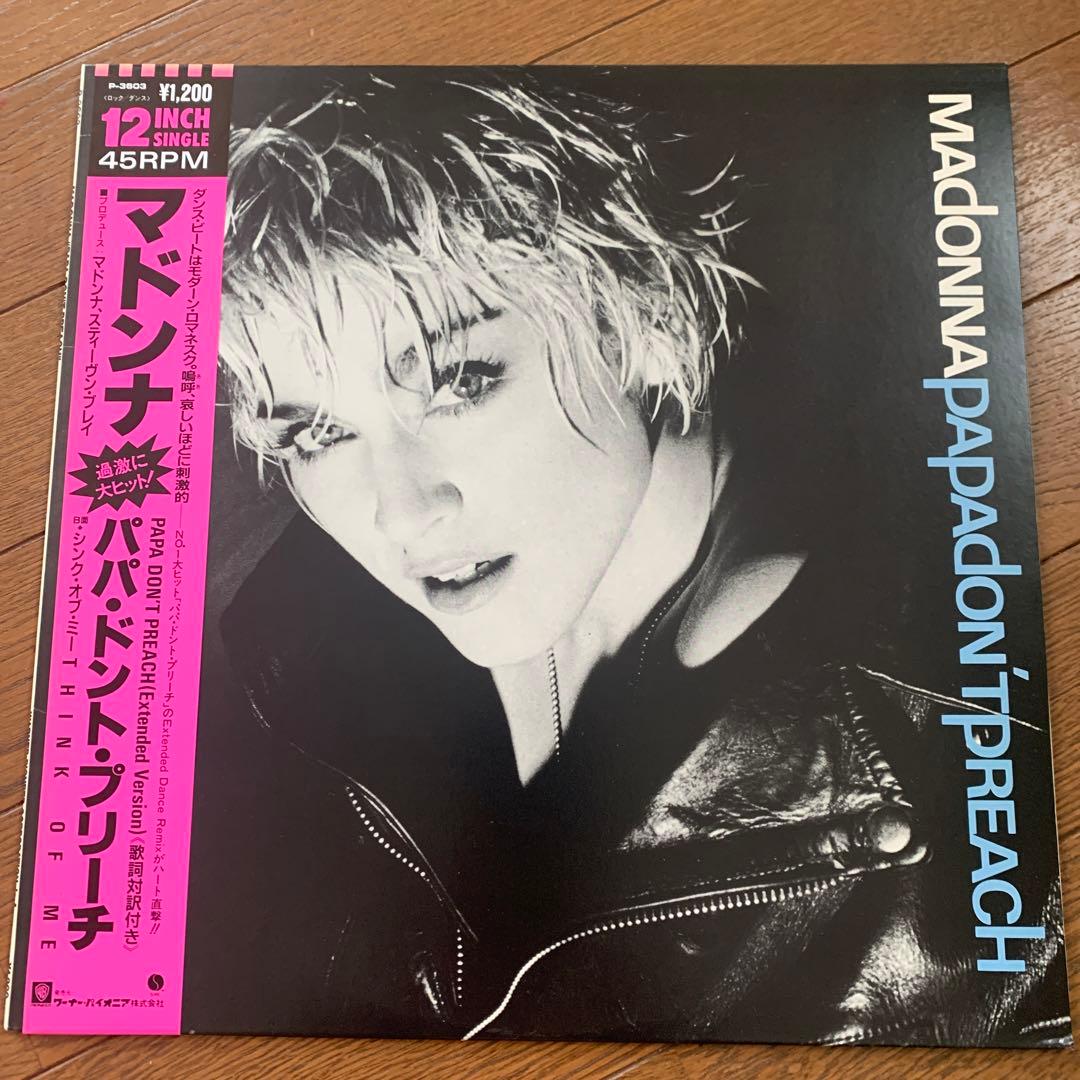 P-3603
〈ロック/ダンス〉
¥1,200
12 INCH SINGLE
45RPM
ダンス・ビートはモダーン・ロマネスク。嗚呼、哀しいほどに刺激的
——NO.1大ヒット「パパ・ドント・プリーチ」のExtended Dance Remixがハート直撃!!
マドンナ
■プロデュース:マドンナ、スティーヴン・ブレイ
過激に
大ヒット!
PAPA DON'T PREACH(Extended Version)《歌詞対訳付き》
パパ・ドント・プリーチ
B面+シンク・オブ・ミー THINK OF ME
発売元
ワーナー・パイオニア株式会社
MAdONNA PAPA dON'T PREACH